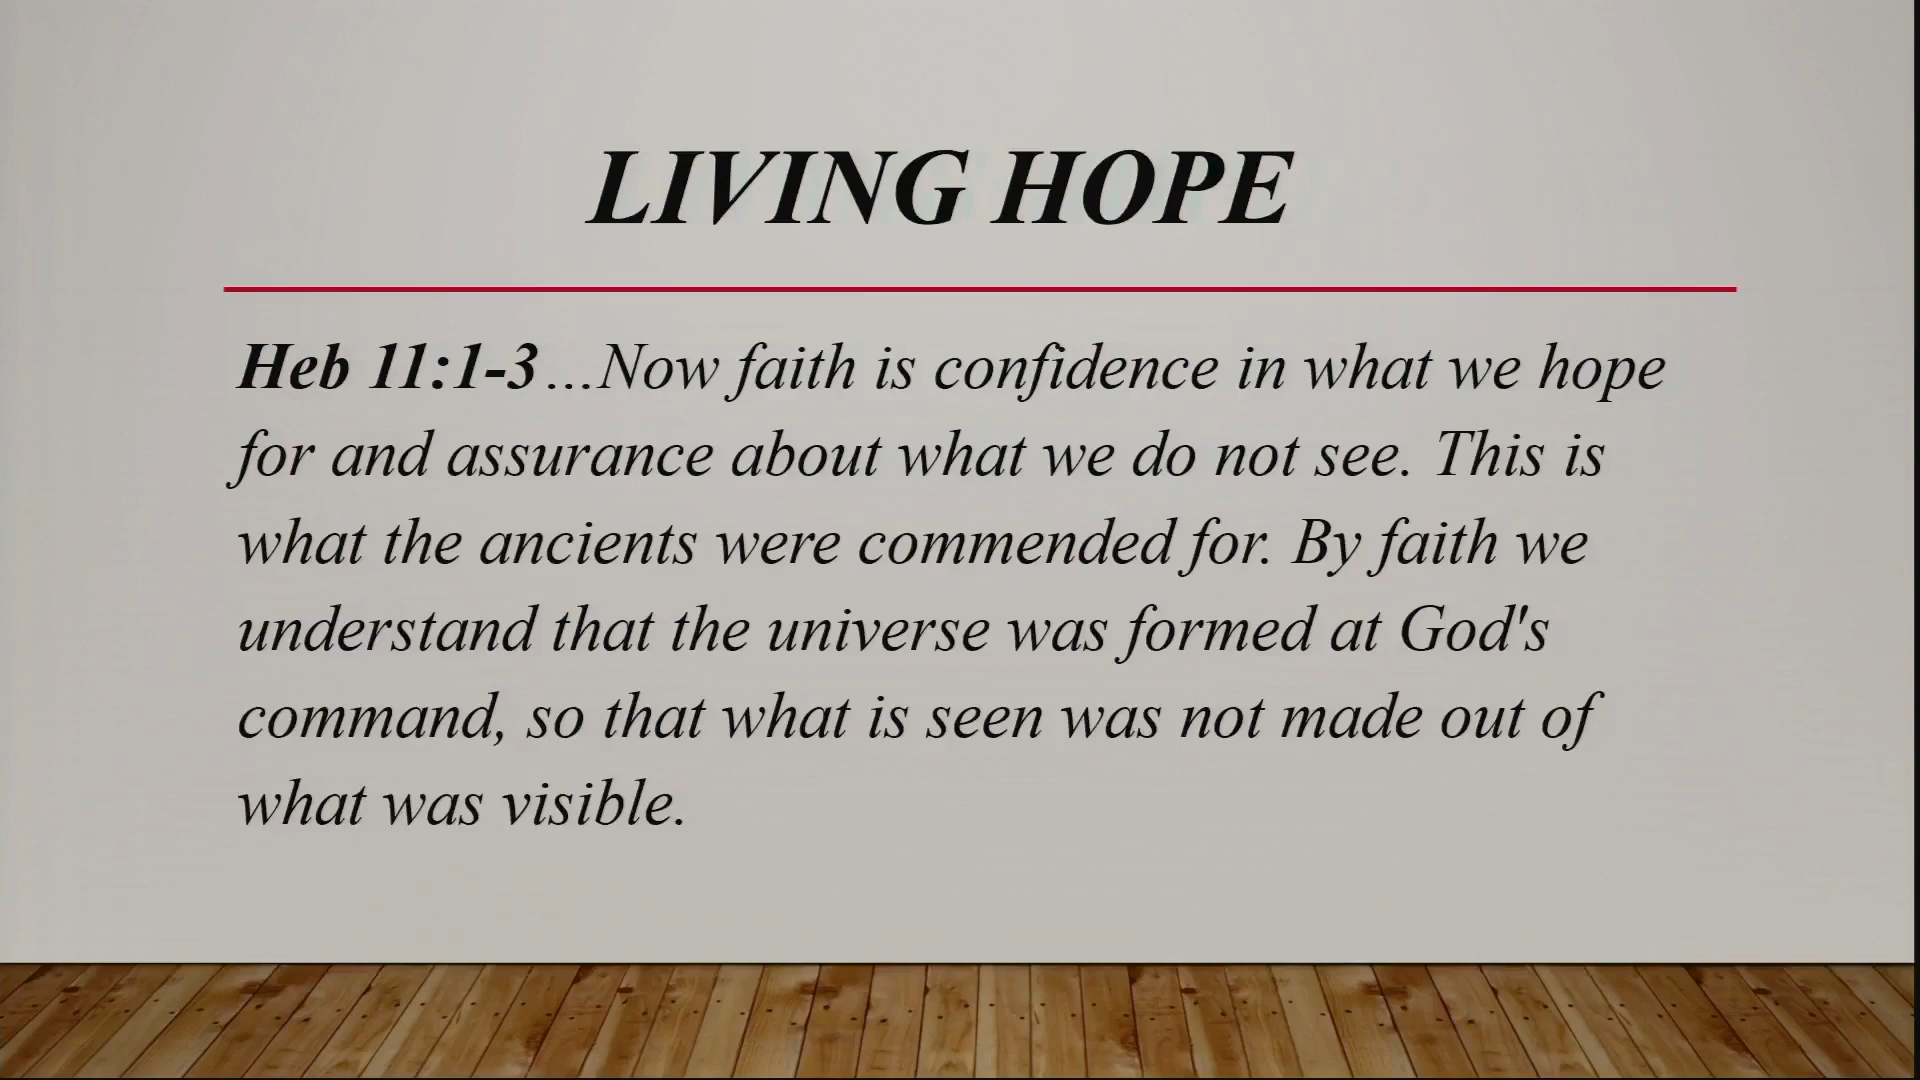 LIVING HOPE
Heb 11:1-3...Now faith is confidence in what we hope
for and assurance about what we do not see. This is
what the ancients were commended for. By faith we
understand that the universe was formed at God's
command, so that what is seen was not made out of
what was visible.